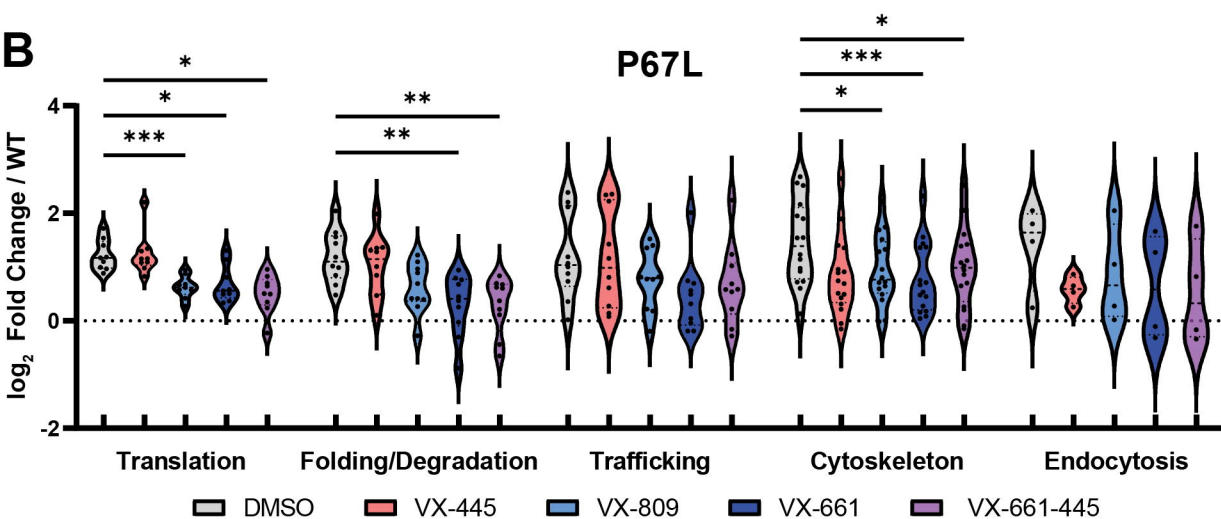 B
P67L
log2 Fold Change / WT
4
2
0
-2
*
*
***
**
**
*
***
*
Translation Folding/Degradation Trafficking Cytoskeleton Endocytosis
DMSO VX-445 VX-809 VX-661 VX-661-445